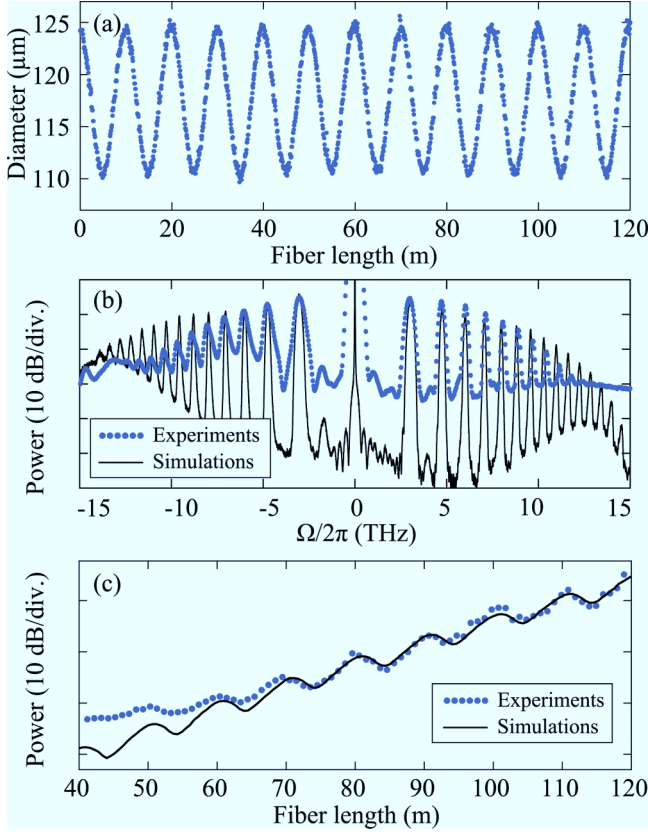 (a)
Diameter (µm)
125
120
115
110
0 20 40 60 80 100 120
Fiber length (m)
(b)
Power (10 dB/div.)
Experiments
Simulations
-15 -10 -5 0 5 10 15
Ω/2π (THz)
(c)
Power (10 dB/div.)
Experiments
Simulations
40 50 60 70 80 90 100 110 120
Fiber length (m)